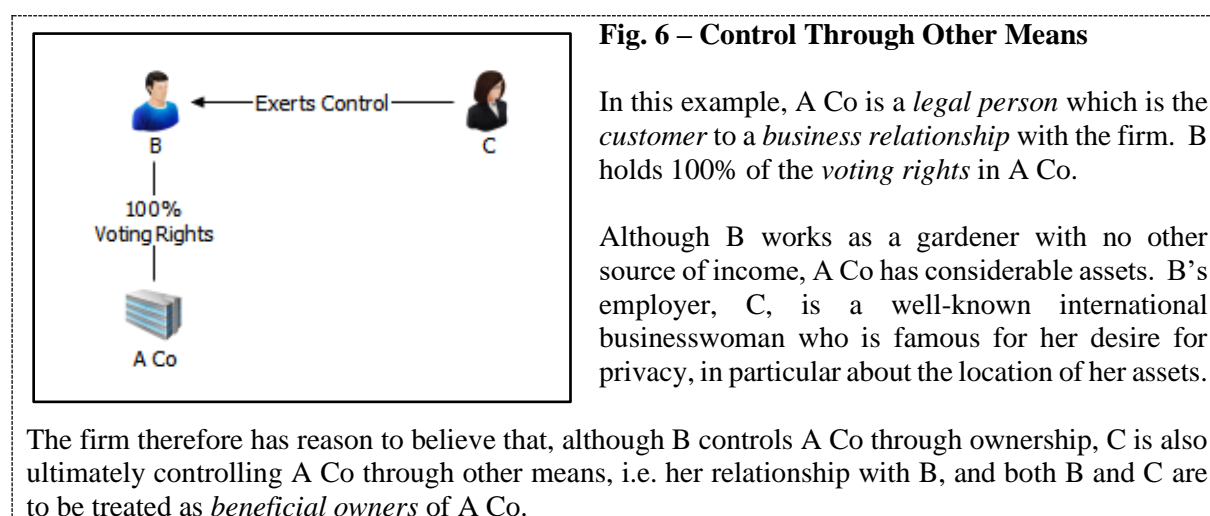 Exerts Control
B
C
100%
Voting Rights
A Co
Fig. 6 – Control Through Other Means
In this example, A Co is a legal person which is the
customer to a business relationship with the firm. B
holds 100% of the voting rights in A Co.
Although B works as a gardener with no other
source of income, A Co has considerable assets. B’s
employer, C, is a well-known international
businesswoman who is famous for her desire for
privacy, in particular about the location of her assets.
The firm therefore has reason to believe that, although B controls A Co through ownership, C is also
ultimately controlling A Co through other means, i.e. her relationship with B, and both B and C are
to be treated as beneficial owners of A Co.